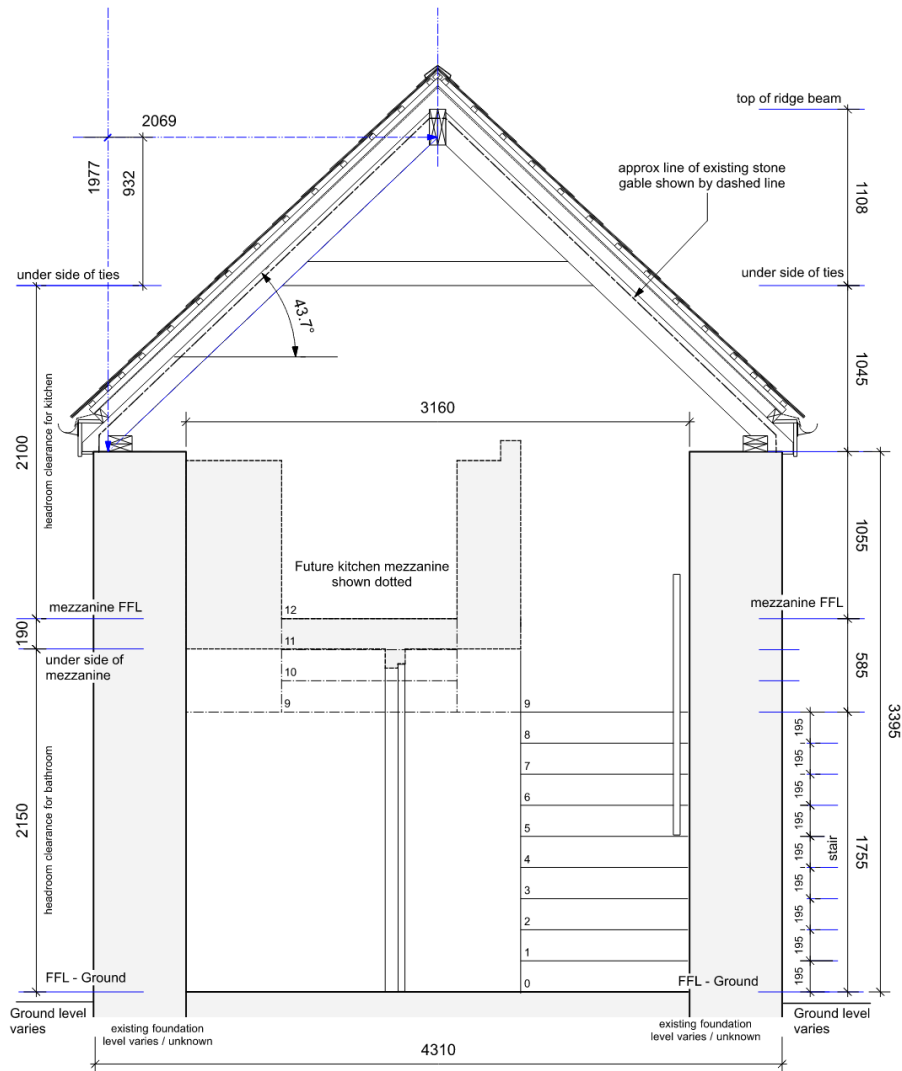 top of ridge beam
2069
1977
932
approx line of existing stone
gable shown by dashed line
1108
under side of ties
under side of ties
43.7°
1045
3160
2100
headroom clearance for kitchen
1055
3395
Future kitchen mezzanine
shown dotted
mezzanine FFL
mezzanine FFL
12
190
11
under side of
mezzanine
10
585
9
9
8
7
6
5
4
3
2
1
0
195
195
195
195
195
195
195
195
195
stair
1755
2150
headroom clearance for bathroom
FFL - Ground
FFL - Ground
Ground level
varies
Ground level
varies
existing foundation
level varies / unknown
existing foundation
level varies / unknown
4310